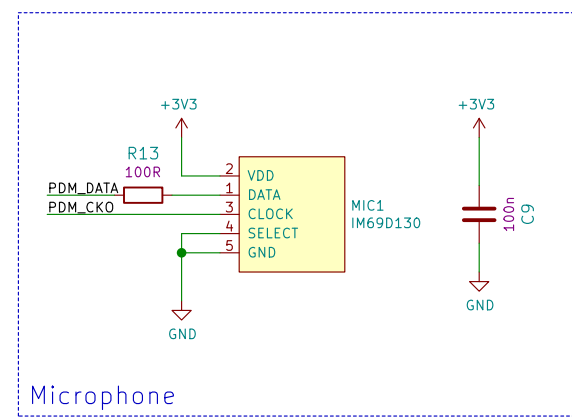 +3V3
+3V3
R13
100R
PDM_DATA
PDM_CKO
2 VDD
1 DATA
3 CLOCK
4 SELECT
5 GND
MIC1
IM69D130
100n
C9
GND
GND
Microphone